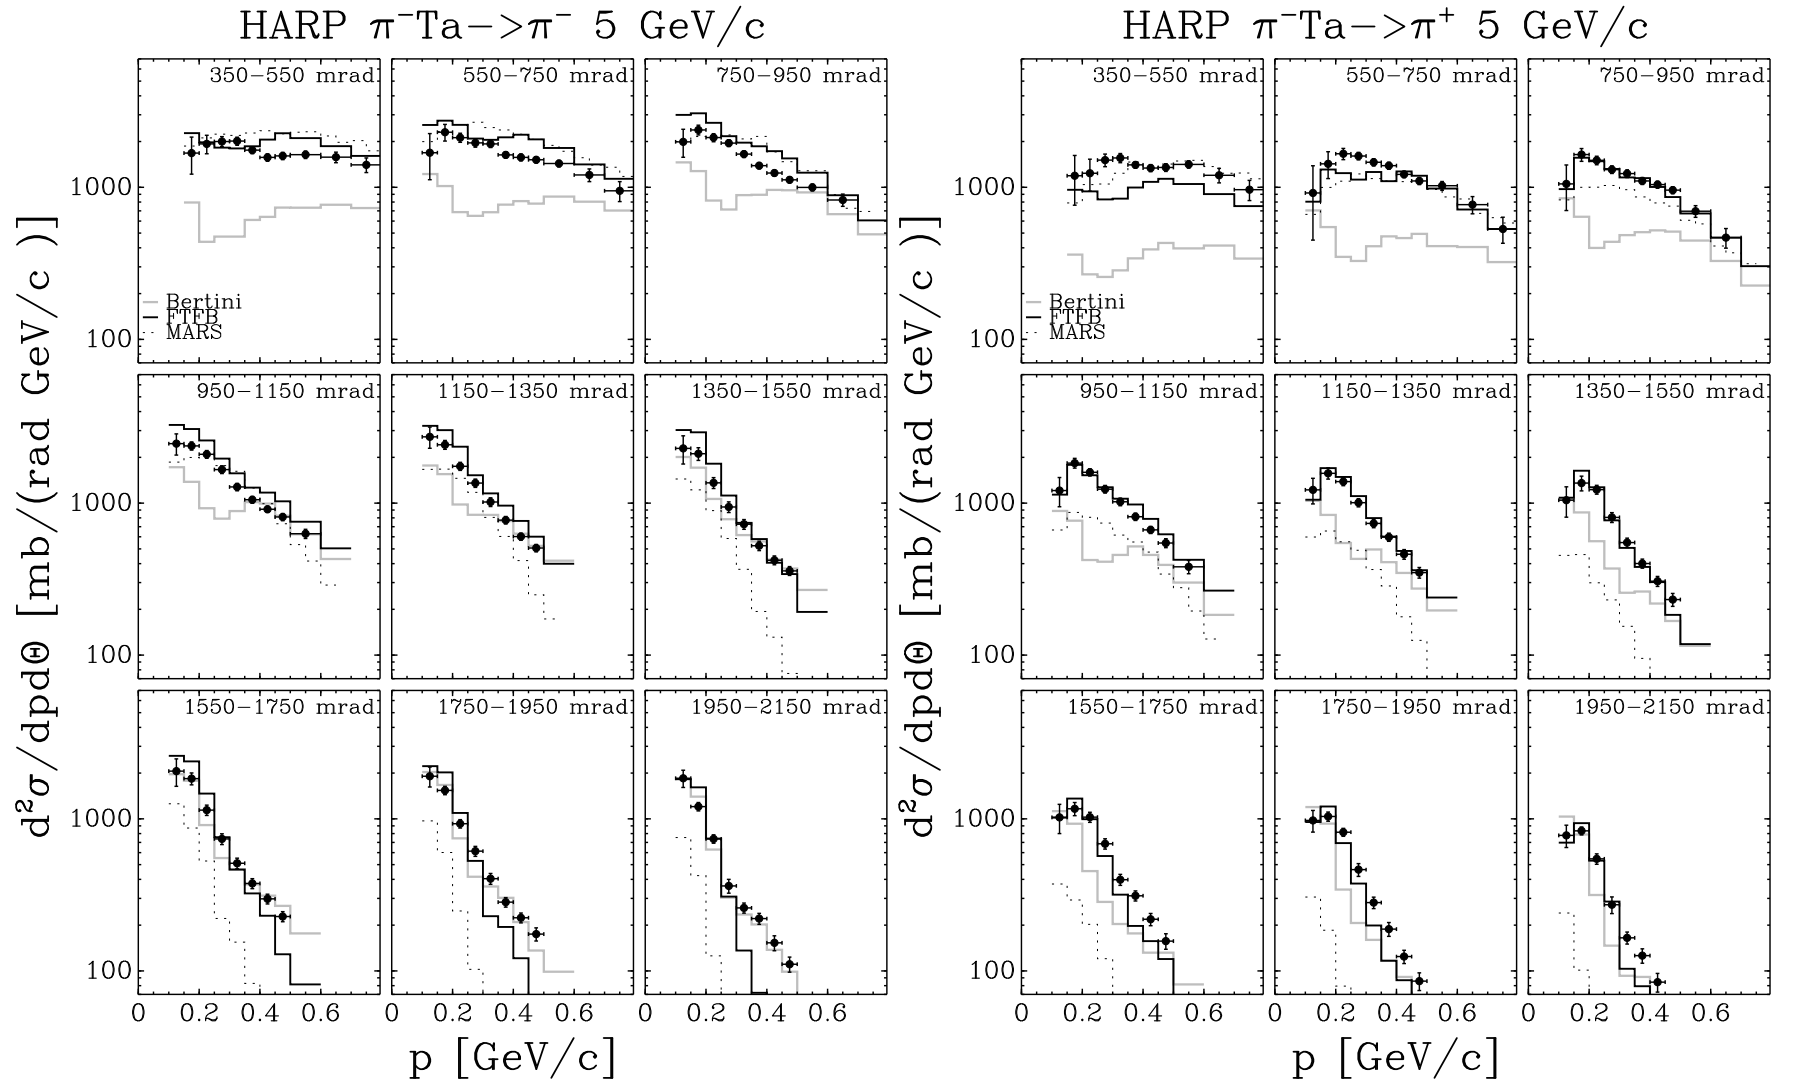 HARP π⁻Ta−>π⁻ 5 GeV/c
350−550 mrad
550−750 mrad
750−950 mrad
1000
100
Bertini
FTFB
MARS
950−1150 mrad
1150−1350 mrad
1350−1550 mrad
1000
100
1550−1750 mrad
1750−1950 mrad
1950−2150 mrad
1000
100
0 0.2 0.4 0.6 0 0.2 0.4 0.6 0 0.2 0.4 0.6
p [GeV/c]
d²σ/dpdΘ [mb/(rad GeV/c )]
HARP π⁻Ta−>π⁺ 5 GeV/c
350−550 mrad
550−750 mrad
750−950 mrad
1000
100
Bertini
FTFB
MARS
950−1150 mrad
1150−1350 mrad
1350−1550 mrad
1000
100
1550−1750 mrad
1750−1950 mrad
1950−2150 mrad
1000
100
0 0.2 0.4 0.6 0 0.2 0.4 0.6 0 0.2 0.4 0.6
p [GeV/c]
d²σ/dpdΘ [mb/(rad GeV/c )]